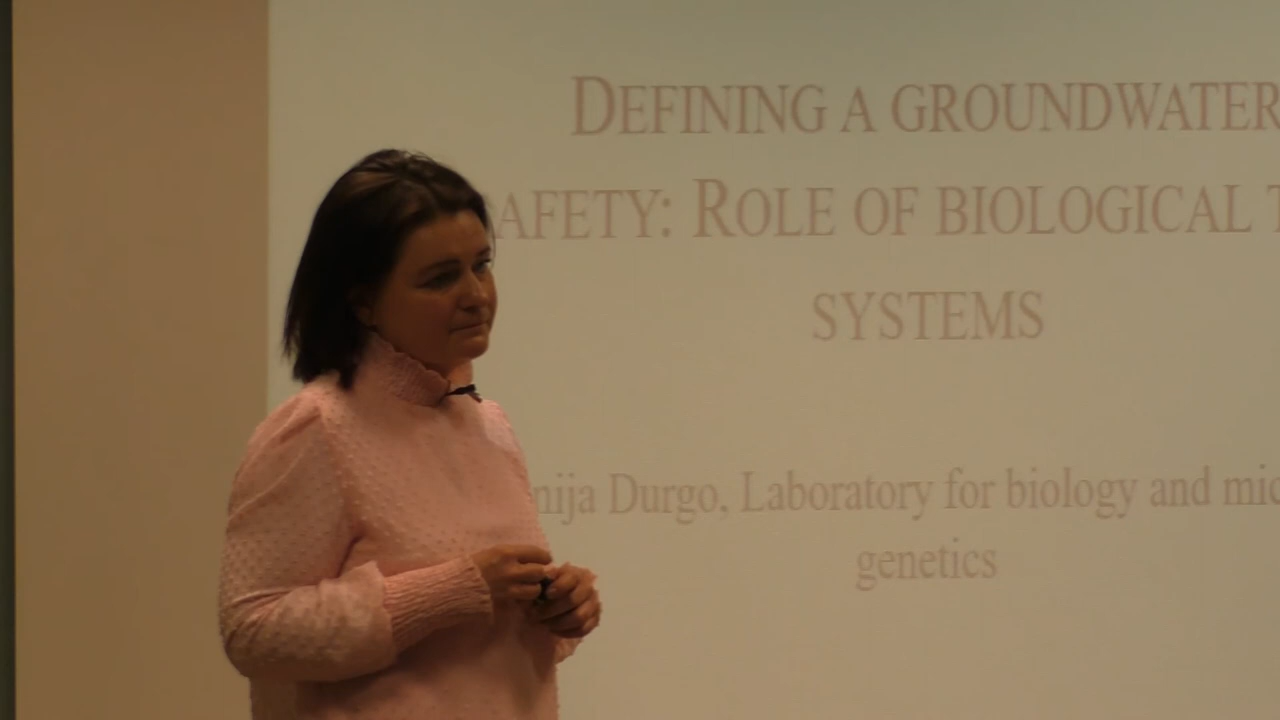 DEFINING A GROUNDWATER
AFETY: ROLE OF BIOLOGICAL T
SYSTEMS
nija Durgo, Laboratory for biology and mic
genetics